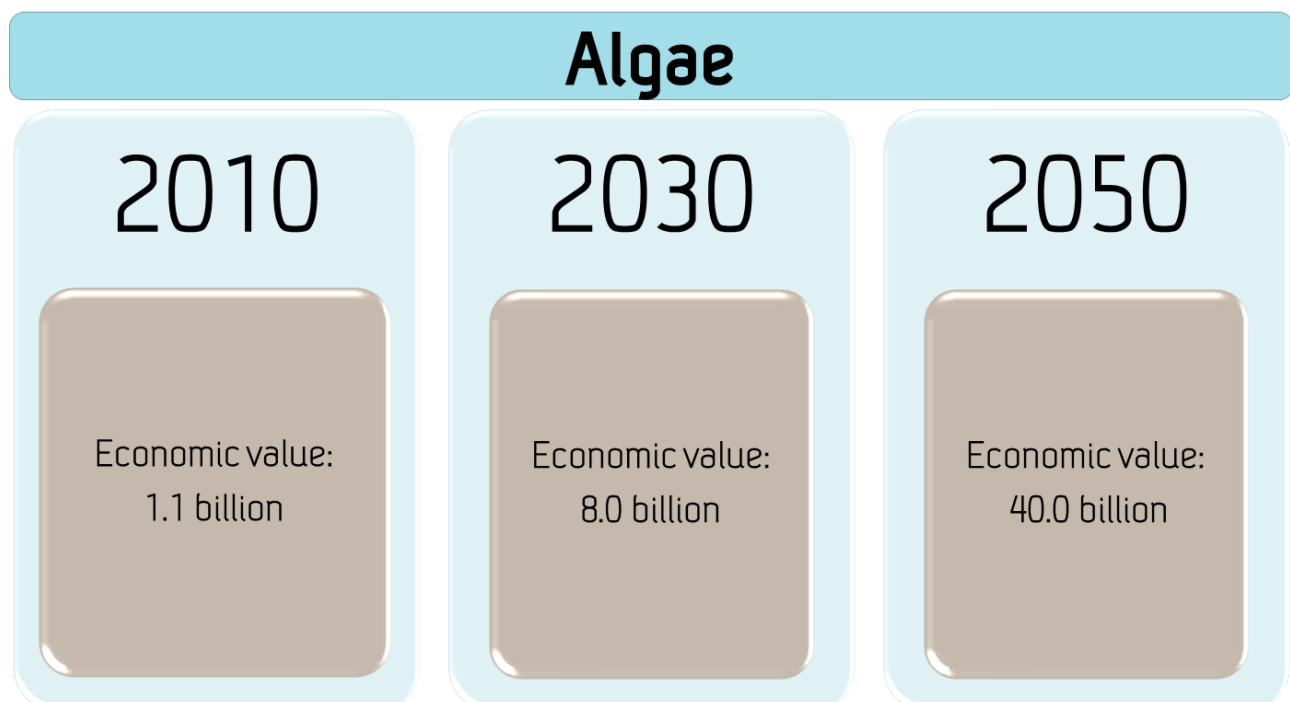 Algae
2010
Economic value:
1.1 billion
2030
Economic value:
8.0 billion
2050
Economic value:
40.0 billion